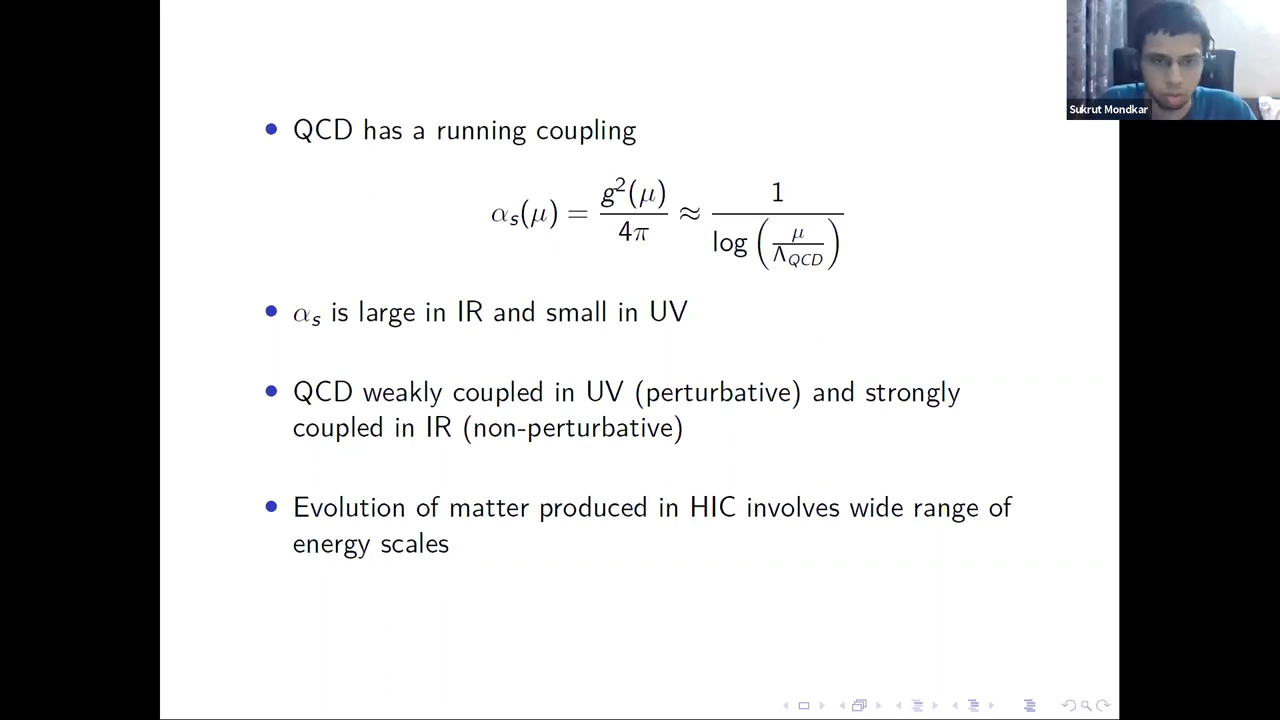 Sukrut Mondkar
• QCD has a running coupling
αs(μ) = g²(μ) / 4π ≈ 1 / log (μ / Λ_QCD)
• αs is large in IR and small in UV
• QCD weakly coupled in UV (perturbative) and strongly
coupled in IR (non-perturbative)
• Evolution of matter produced in HIC involves wide range of
energy scales